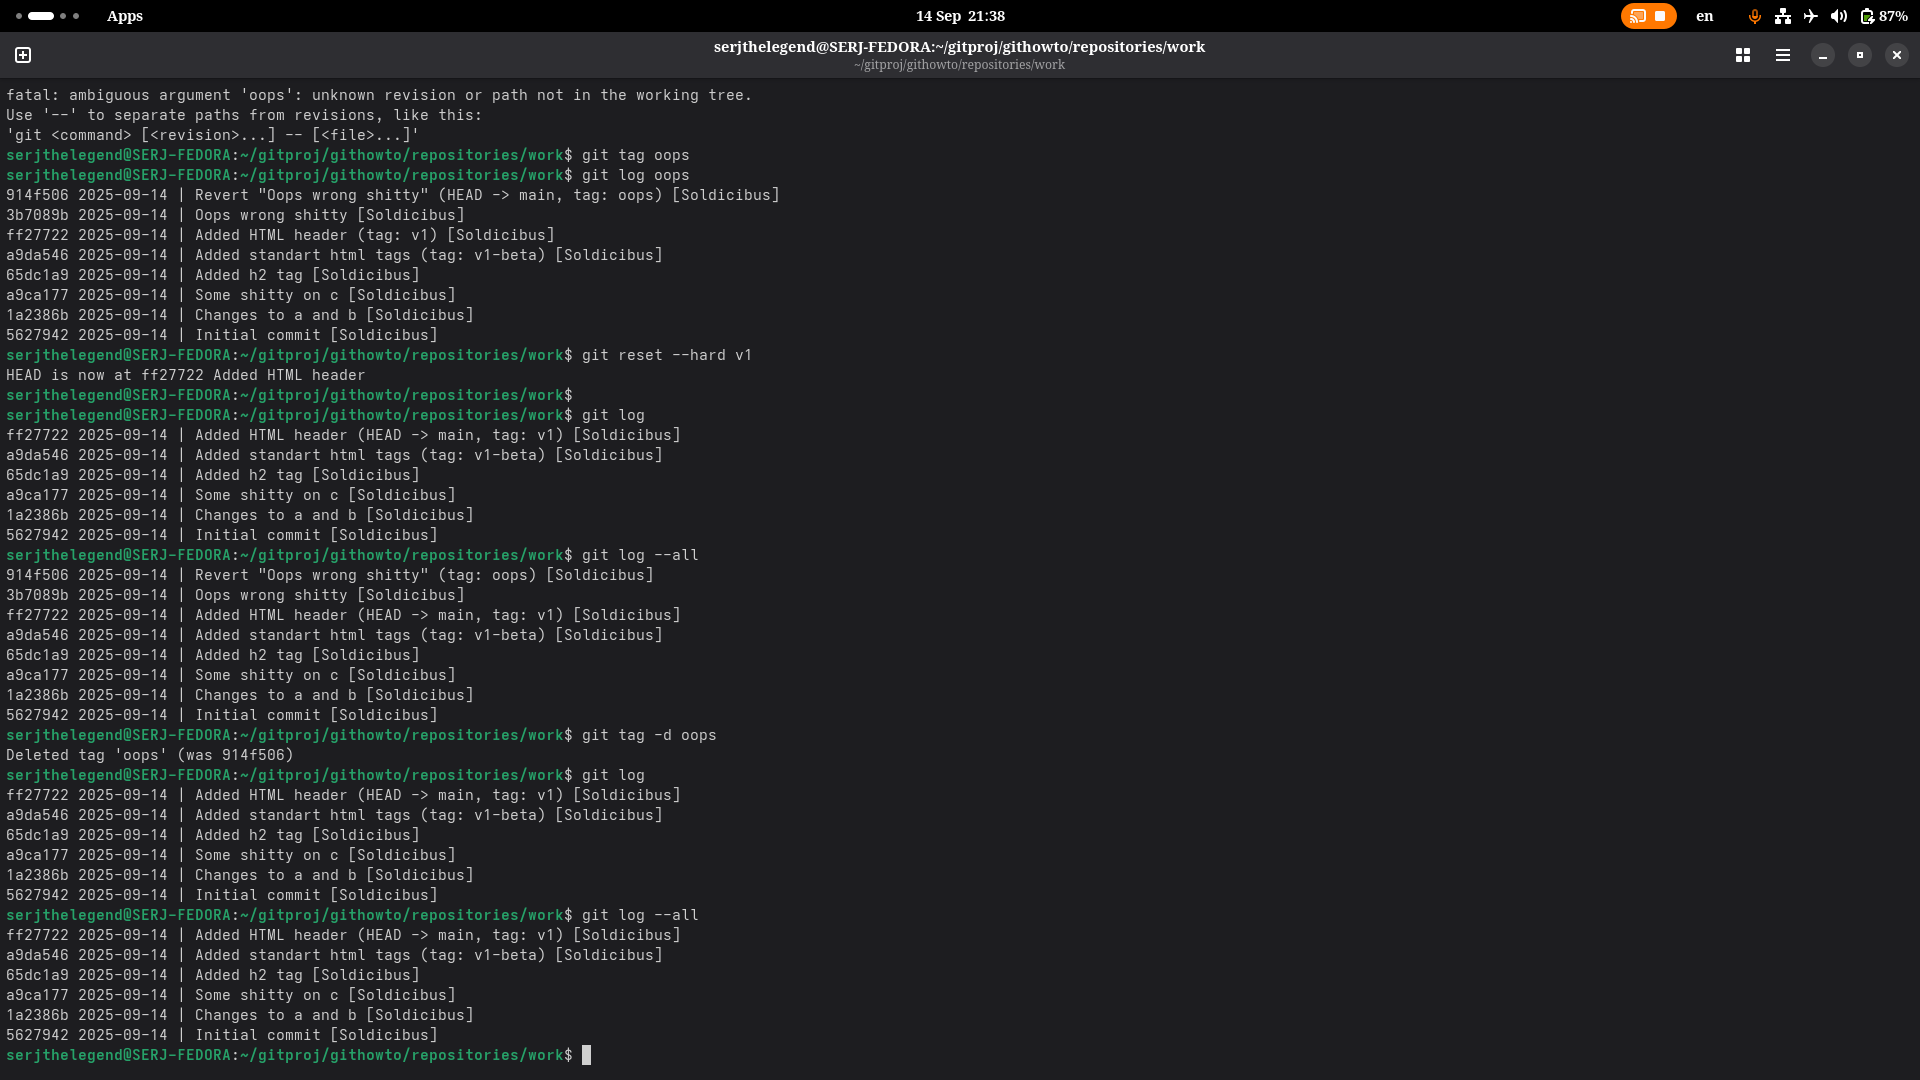 Apps
14 Sep 21:38
en
87%
serjthelegend@SERJ-FEDORA:~/gitproj/githowto/repositories/work
~/gitproj/githowto/repositories/work
fatal: ambiguous argument 'oops': unknown revision or path not in the working tree.
Use '--' to separate paths from revisions, like this:
'git <command> [<revision>...] -- [<file>...]'
serjthelegend@SERJ-FEDORA:~/gitproj/githowto/repositories/work$ git tag oops
serjthelegend@SERJ-FEDORA:~/gitproj/githowto/repositories/work$ git log oops
914f506 2025-09-14 | Revert "Oops wrong shitty" (HEAD -> main, tag: oops) [Soldicibus]
3b7089b 2025-09-14 | Oops wrong shitty [Soldicibus]
ff27722 2025-09-14 | Added HTML header (tag: v1) [Soldicibus]
a9da546 2025-09-14 | Added standart html tags (tag: v1-beta) [Soldicibus]
65dc1a9 2025-09-14 | Added h2 tag [Soldicibus]
a9ca177 2025-09-14 | Some shitty on c [Soldicibus]
1a2386b 2025-09-14 | Changes to a and b [Soldicibus]
5627942 2025-09-14 | Initial commit [Soldicibus]
serjthelegend@SERJ-FEDORA:~/gitproj/githowto/repositories/work$ git reset --hard v1
HEAD is now at ff27722 Added HTML header
serjthelegend@SERJ-FEDORA:~/gitproj/githowto/repositories/work$
serjthelegend@SERJ-FEDORA:~/gitproj/githowto/repositories/work$ git log
ff27722 2025-09-14 | Added HTML header (HEAD -> main, tag: v1) [Soldicibus]
a9da546 2025-09-14 | Added standart html tags (tag: v1-beta) [Soldicibus]
65dc1a9 2025-09-14 | Added h2 tag [Soldicibus]
a9ca177 2025-09-14 | Some shitty on c [Soldicibus]
1a2386b 2025-09-14 | Changes to a and b [Soldicibus]
5627942 2025-09-14 | Initial commit [Soldicibus]
serjthelegend@SERJ-FEDORA:~/gitproj/githowto/repositories/work$ git log --all
914f506 2025-09-14 | Revert "Oops wrong shitty" (tag: oops) [Soldicibus]
3b7089b 2025-09-14 | Oops wrong shitty [Soldicibus]
ff27722 2025-09-14 | Added HTML header (HEAD -> main, tag: v1) [Soldicibus]
a9da546 2025-09-14 | Added standart html tags (tag: v1-beta) [Soldicibus]
65dc1a9 2025-09-14 | Added h2 tag [Soldicibus]
a9ca177 2025-09-14 | Some shitty on c [Soldicibus]
1a2386b 2025-09-14 | Changes to a and b [Soldicibus]
5627942 2025-09-14 | Initial commit [Soldicibus]
serjthelegend@SERJ-FEDORA:~/gitproj/githowto/repositories/work$ git tag -d oops
Deleted tag 'oops' (was 914f506)
serjthelegend@SERJ-FEDORA:~/gitproj/githowto/repositories/work$ git log
ff27722 2025-09-14 | Added HTML header (HEAD -> main, tag: v1) [Soldicibus]
a9da546 2025-09-14 | Added standart html tags (tag: v1-beta) [Soldicibus]
65dc1a9 2025-09-14 | Added h2 tag [Soldicibus]
a9ca177 2025-09-14 | Some shitty on c [Soldicibus]
1a2386b 2025-09-14 | Changes to a and b [Soldicibus]
5627942 2025-09-14 | Initial commit [Soldicibus]
serjthelegend@SERJ-FEDORA:~/gitproj/githowto/repositories/work$ git log --all
ff27722 2025-09-14 | Added HTML header (HEAD -> main, tag: v1) [Soldicibus]
a9da546 2025-09-14 | Added standart html tags (tag: v1-beta) [Soldicibus]
65dc1a9 2025-09-14 | Added h2 tag [Soldicibus]
a9ca177 2025-09-14 | Some shitty on c [Soldicibus]
1a2386b 2025-09-14 | Changes to a and b [Soldicibus]
5627942 2025-09-14 | Initial commit [Soldicibus]
serjthelegend@SERJ-FEDORA:~/gitproj/githowto/repositories/work$